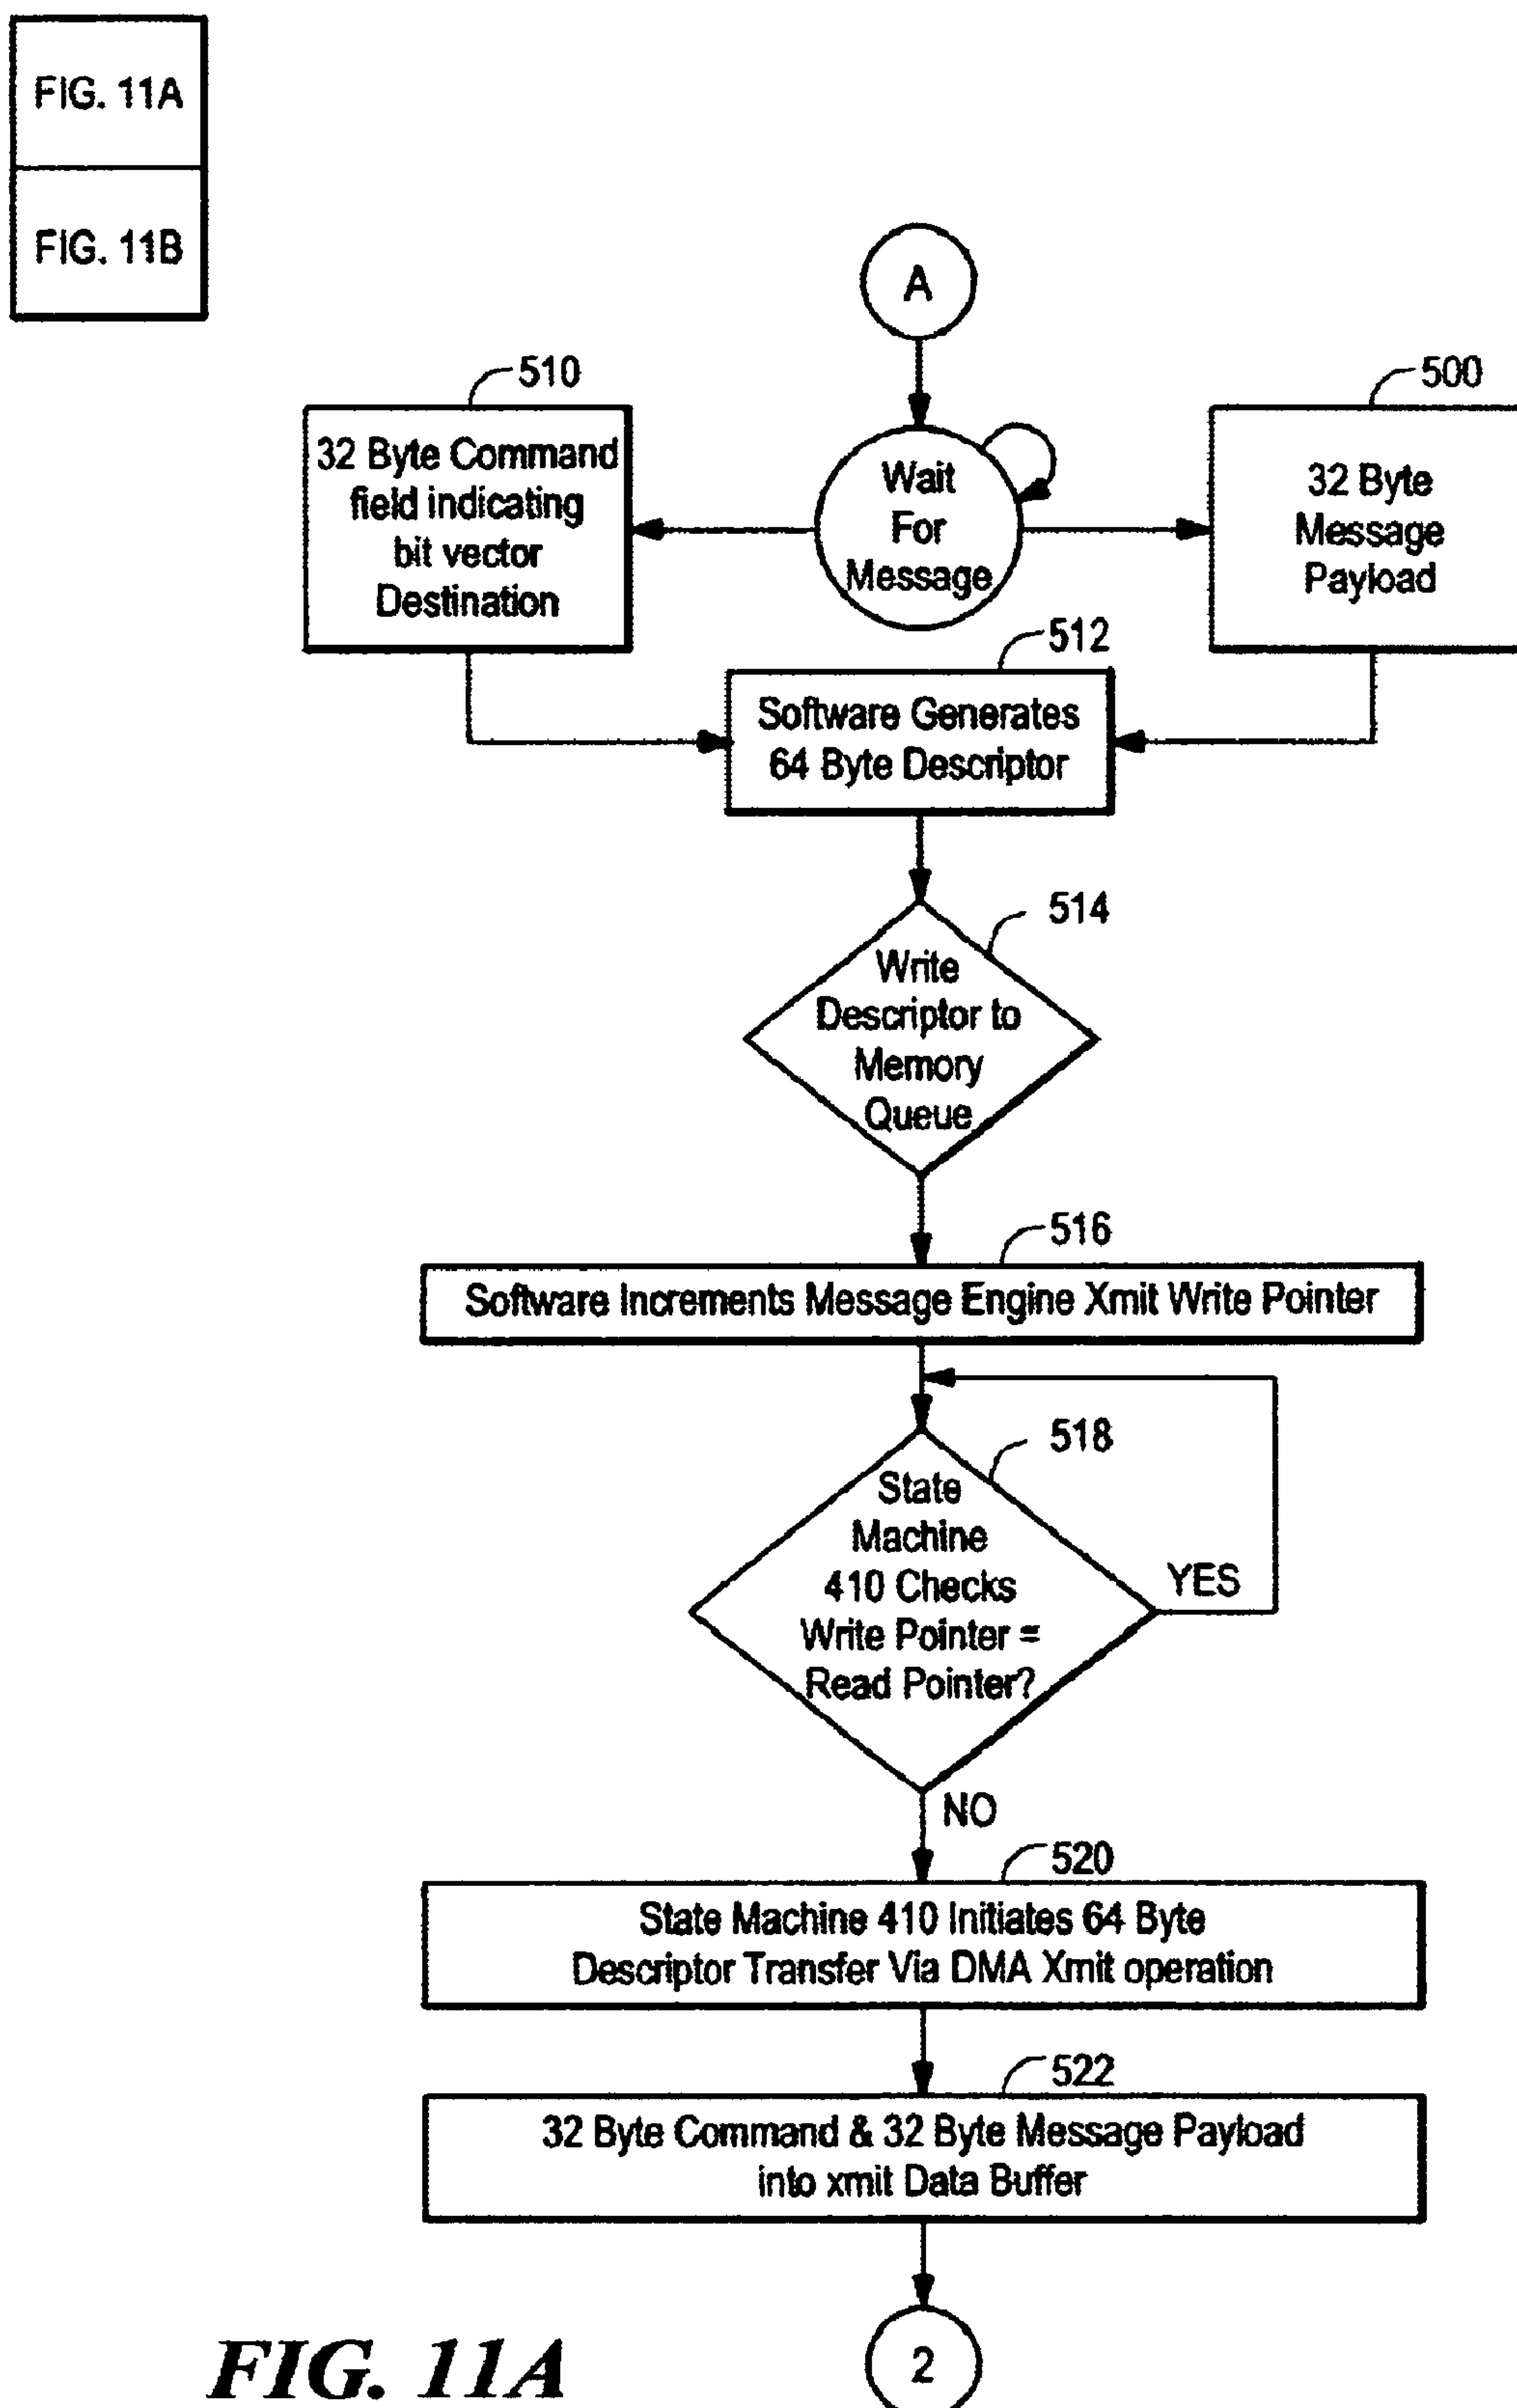 FIG. 11A
FIG. 11B
A
510
500
32 Byte Command
field indicating
bit vector
Destination
Wait
For
Message
32 Byte
Message
Payload
512
Software Generates
64 Byte Descriptor
514
Write
Descriptor to
Memory
Queue
516
Software Increments Message Engine Xmit Write Pointer
518
State
Machine
410 Checks
Write Pointer =
Read Pointer?
YES
NO
520
State Machine 410 Initiates 64 Byte
Descriptor Transfer Via DMA Xmit operation
522
32 Byte Command & 32 Byte Message Payload
into xmit Data Buffer
2
FIG. 11A